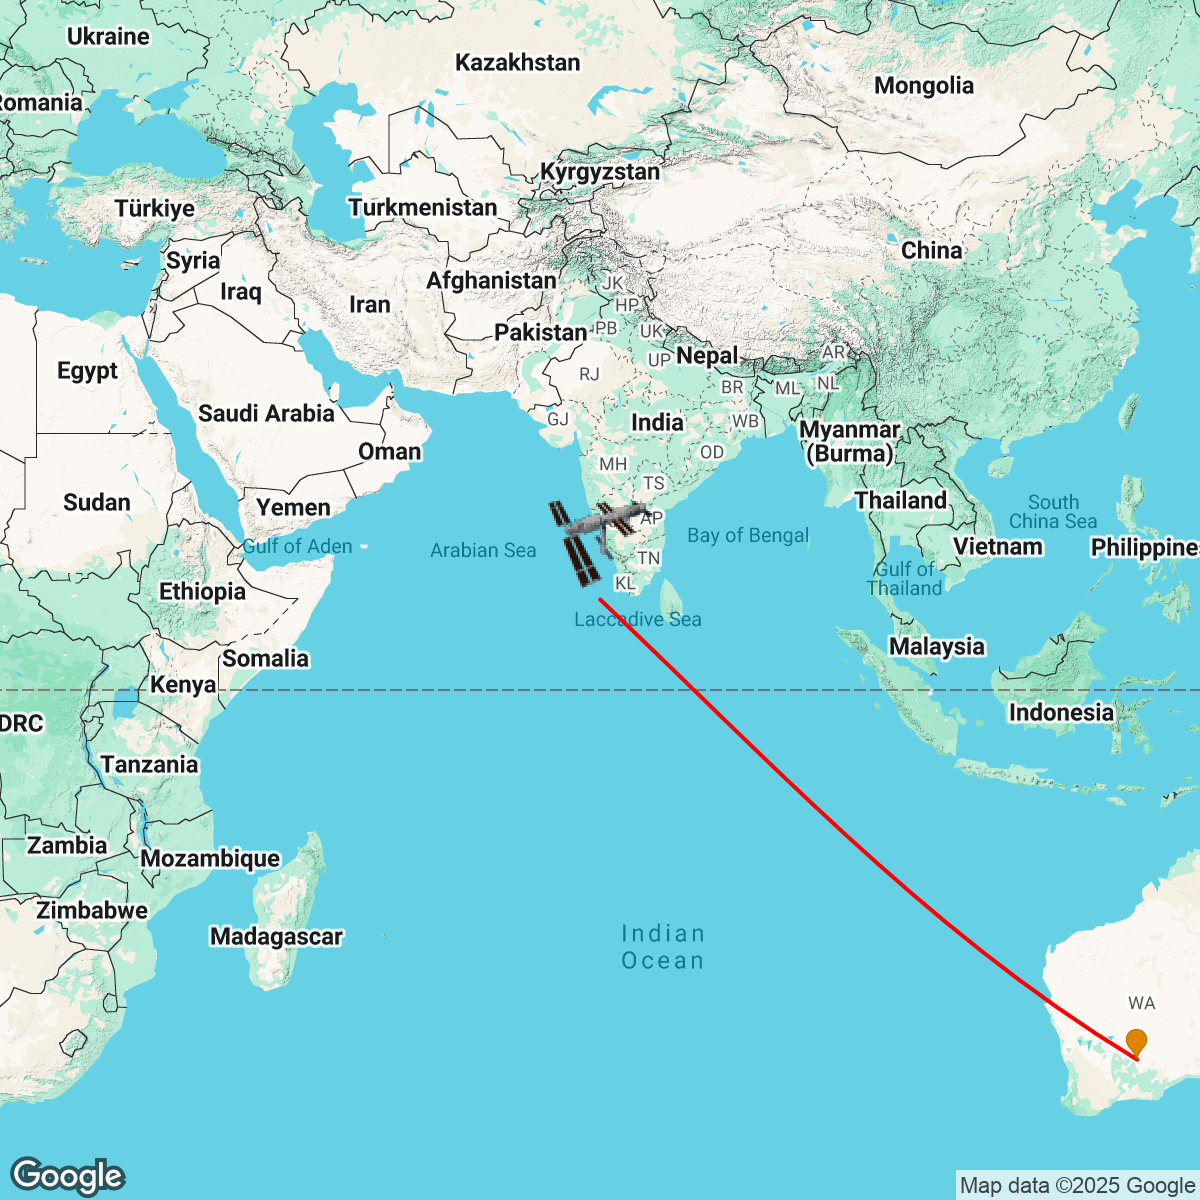 Ukraine
Kazakhstan
Mongolia
Romania
Kyrgyzstan
Türkiye
Turkmenistan
Syria
China
Afghanistan
JK
Iraq
Iran
HP
Pakistan
PB
UK
AR
Nepal
UP
Egypt
RJ
BR
ML
NL
Saudi Arabia
GJ
India
WB
Myanmar
(Burma)
Oman
OD
MH
TS
Sudan
Yemen
Thailand
South
China Sea
AP
Gulf of Aden
Arabian Sea
Bay of Bengal
Vietnam
Philippines
TN
Gulf of
Thailand
Ethiopia
KL
Laccadive Sea
Somalia
Malaysia
Kenya
DRC
Indonesia
Tanzania
Zambia
Mozambique
Zimbabwe
Madagascar
Indian
Ocean
WA
Google
Map data ©2025 Google